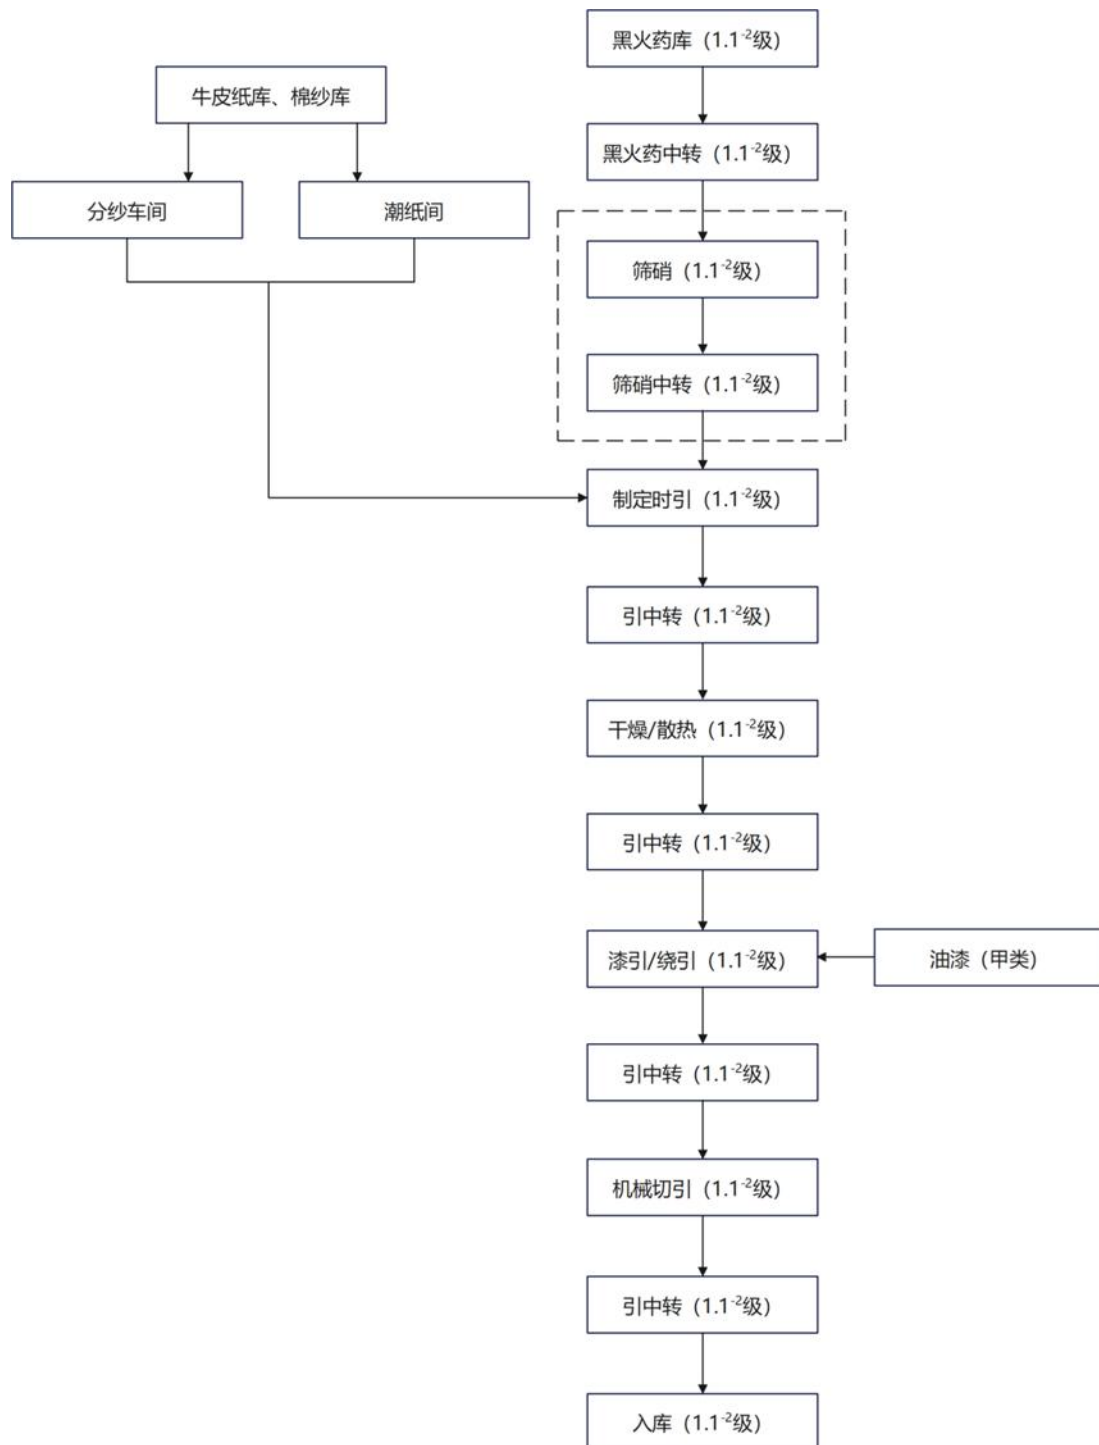 黑火药库（1.1⁻²级）
牛皮纸库、棉纱库
黑火药中转（1.1⁻²级）
分纱车间
潮纸间
筛硝（1.1⁻²级）
筛硝中转（1.1⁻²级）
制定时引（1.1⁻²级）
引中转（1.1⁻²级）
干燥/散热（1.1⁻²级）
引中转（1.1⁻²级）
漆引/绕引（1.1⁻²级）
油漆（甲类）
引中转（1.1⁻²级）
机械切引（1.1⁻²级）
引中转（1.1⁻²级）
入库（1.1⁻²级）